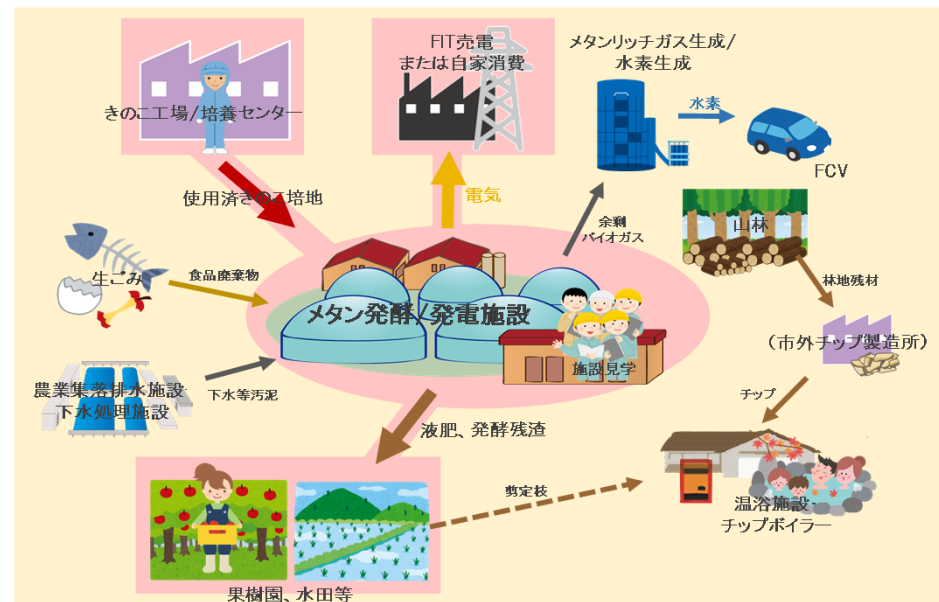 FIT売電
または自家消費
メタンリッチガス生成/
水素生成
きのこ工場/培養センター
水素
FCV
使用済きのこ培地
電気
余剰
バイオガス
山林
生ごみ
食品廃棄物
林地残材
メタン発酵/発電施設
(市外チップ製造所)
施設見学
農業集落排水施設・
下水処理施設
下水等汚泥
チップ
液肥、発酵残渣
剪定枝
温浴施設・
チップボイラー
果樹園、水田等